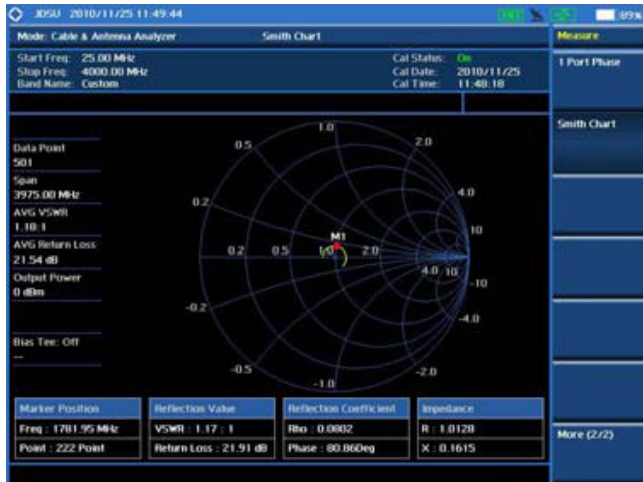 JDSU 2010/11/25 11:49:44
89%
Mode: Cable & Antenna Analyzer
Smith Chart
Measure
Start Freq: 25.00 MHz
Stop Freq: 4000.00 MHz
Band Name: Custom
Cal Status: On
Cal Date: 2010/11/25
Cal Time: 11:48:18
1 Port Phase
Smith Chart
Data Point
501
Span
3975.00 MHz
AVG VSWR
1.18:1
AVG Return Loss
21.54 dB
Output Power
0 dBm
Bias Tee: Off
--
1.0
0.5
2.0
0.2
4.0
10
M1
0.2
0.5
1.0
2.0
4.0
10
-10
-0.2
-4.0
-0.5
-2.0
-1.0
Marker Position
Reflection Value
Reflection Coefficient
Impedance
Freq : 1781.95 MHz
VSWR : 1.17 : 1
Rho : 0.0802
R : 1.0128
Point : 222 Point
Return Loss : 21.91 dB
Phase : 80.86Deg
X : 0.1615
More (2/2)